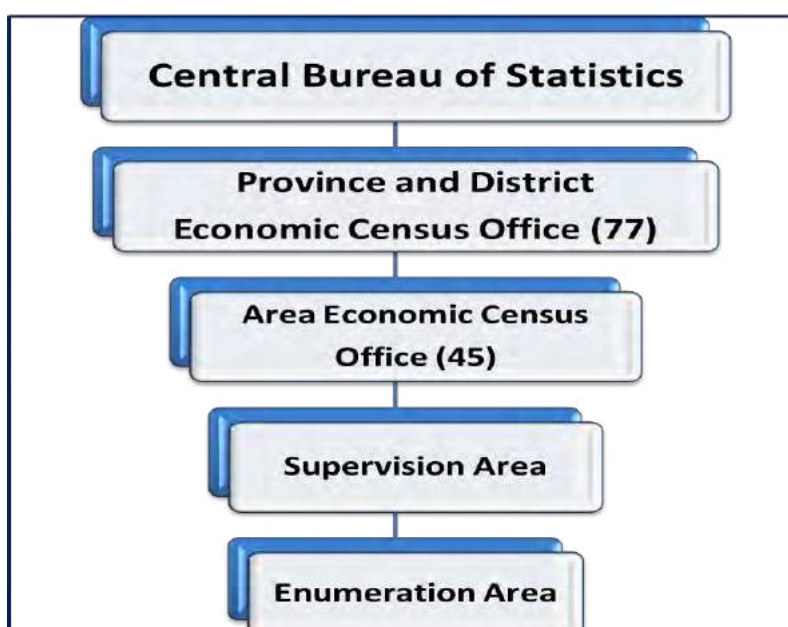 Central Bureau of Statistics
Province and District
Economic Census Office (77)
Area Economic Census
Office (45)
Supervision Area
Enumeration Area